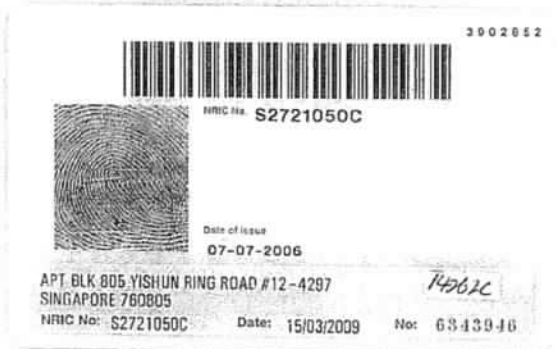 3902852
NRIC No. S2721050C
Date of issue
07-07-2006
APT BLK 805 YISHUN RING ROAD #12-4297
SINGAPORE 760805
NRIC No: S2721050C Date: 15/03/2009 No: 6343946